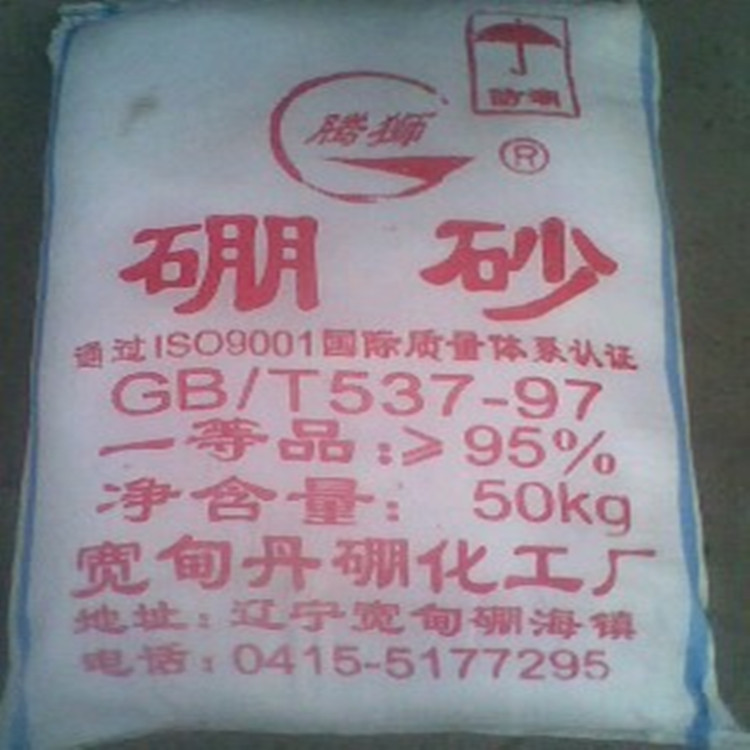 防潮
腾狮
®
硼砂
通过ISO9001国际质量体系认证
GB/T537-97
一等品:≥95%
净含量: 50kg
宽甸丹硼化工厂
地址:辽宁宽甸硼海镇
电话:0415-5177295